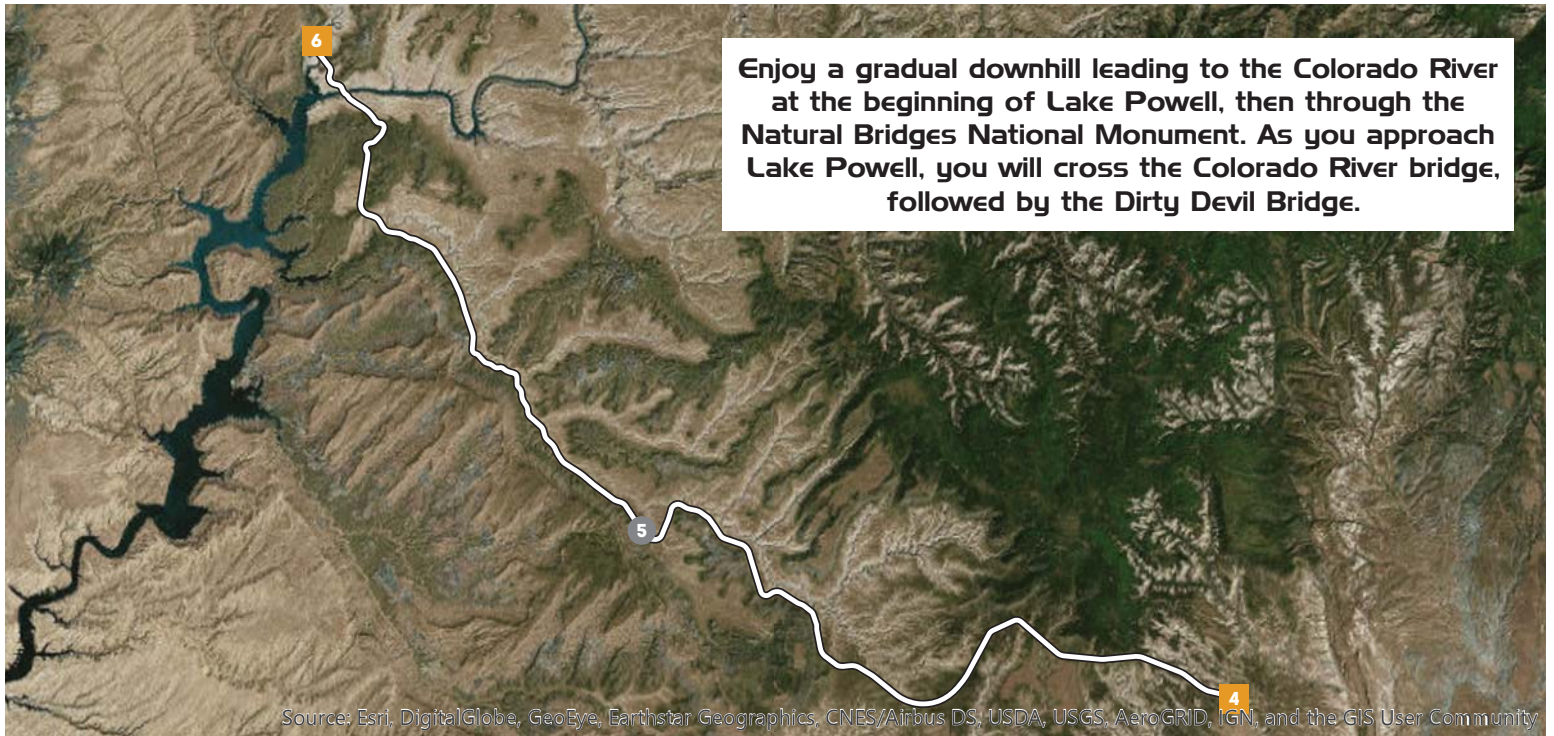 6
Enjoy a gradual downhill leading to the Colorado River
at the beginning of Lake Powell, then through the
Natural Bridges National Monument. As you approach
Lake Powell, you will cross the Colorado River bridge,
followed by the Dirty Devil Bridge.
5
4
Source: Esri, DigitalGlobe, GeoEye, Earthstar Geographics, CNES/Airbus DS, USDA, USGS, AeroGRID, IGN, and the GIS User Community